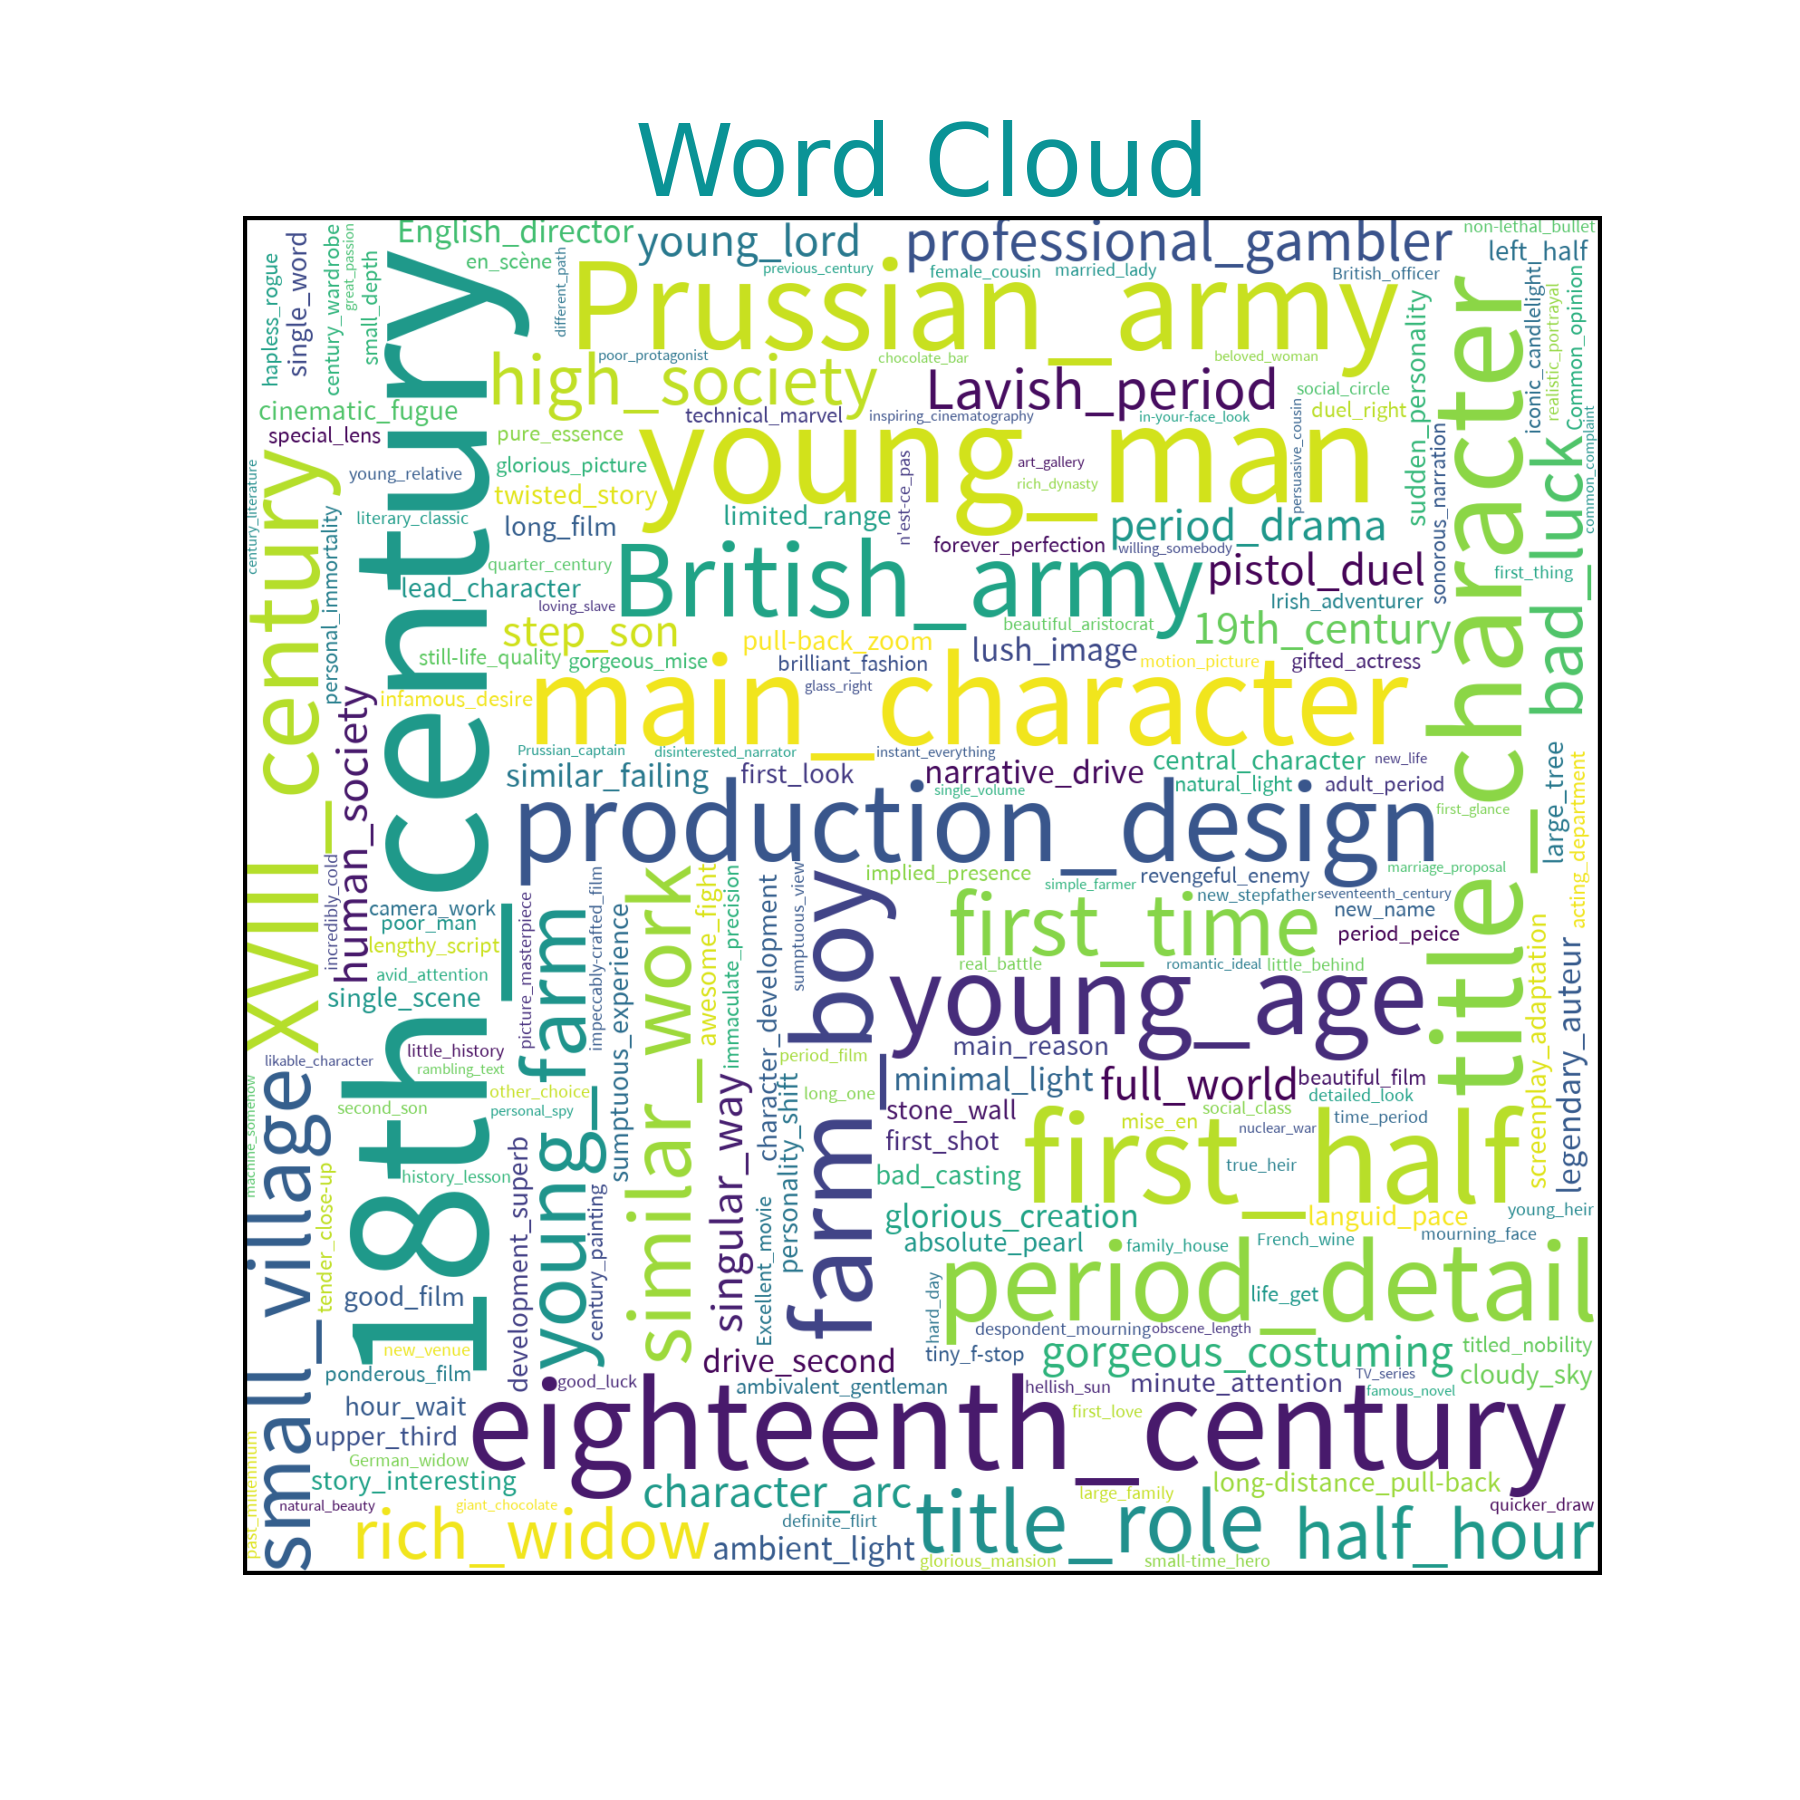 Word Cloud
English_director
young_lord
professional_gambler
non-lethal_bullet
left_half
en_scène
different_path
previous_century
female_cousin
married_lady
British_officer
hapless_rogue
single_word
century_wardrobe
great_passion
small_depth
18th_century
Prussian_army
sudden_personality
title_character
iconic_candlelight
realistic_portrayal
Common_opinion
common_complaint
poor_protagonist
chocolate_bar
beloved_woman
high_society
Lavish_period
social_circle
cinematic_fugue
technical_marvel
inspiring_cinematography
in-your-face_look
duel_right
special_lens
pure_essence
young_man
persuasive_cousin
sonorous_narration
bad_luck
century_literature
XVIII_century
young_relative
glorious_picture
n'est-ce_pas
art_gallery
rich_dynasty
twisted_story
literary_classic
personal_immortality
long_film
limited_range
period_drama
forever_perfection
willing_somebody
quarter_century
British_army
pistol_duel
first_thing
lead_character
loving_slave
Irish_adventurer
step_son
beautiful_aristocrat
19th_century
pull-back_zoom
lush_image
still-life_quality
gorgeous_mise
brilliant_fashion
motion_picture
gifted_actress
infamous_desire
glass_right
human_society
main_character
Prussian_captain
disinterested_narrator
instant_everything
central_character
new_life
large_tree
acting_department
similar_failing
first_look
narrative_drive
natural_light
adult_period
single_volume
production_design
first_glance
incredibly_cold
implied_presence
simple_farmer
revengeful_enemy
marriage_proposal
camera_work
new_stepfather
seventeenth_century
poor_man
first_time
new_name
lengthy_script
period_peice
avid_attention
real_battle
romantic_ideal
little_behind
single_scene
young_age
picture_masterpiece
young_farm
impeccably-crafted_film
sumptuous_experience
similar_work
awesome_fight
immaculate_precision
character_development
sumptuous_view
farm_boy
screenplay_adaptation
legendary_auteur
likable_character
little_history
period_film
main_reason
rambling_text
small_village
machine_somenow
other_choice
personal_spy
second_son
long_one
minimal_light
full_world
beautiful_film
detailed_look
singular_way
personality_shift
stone_wall
mise_en
social_class
time_period
first_half
nuclear_war
first_shot
development_superb
history_lesson
tender_close-up
century_painting
bad_casting
true_heir
Excellent_movie
glorious_creation
languid_pace
young_heir
absolute_pearl
family_house
French_wine
mourning_face
period_detail
good_film
hard_day
life_get
despondent_mourning
obscene_length
new_venue
tiny_f-stop
gorgeous_costuming
titled_nobility
ponderous_film
drive_second
good_luck
ambivalent_gentleman
hellish_sun
minute_attention
TV_series
cloudy_sky
famous_novel
hour_wait
eighteenth_century
first_love
upper_third
past_millennium
German_widow
story_interesting
character_arc
large_family
long-distance_pull-back
natural_beauty
giant_chocolate
title_role
quicker_draw
rich_widow
definite_flirt
half_hour
ambient_light
glorious_mansion
small-time_hero